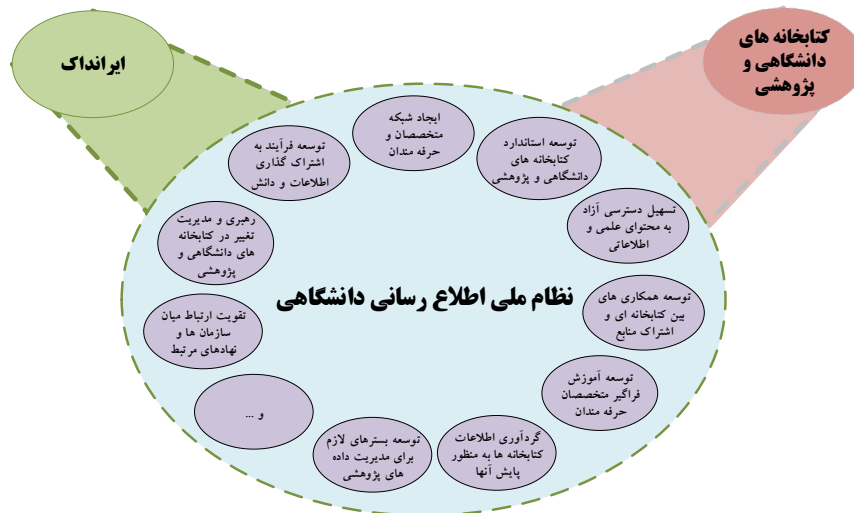 کتابخانه های
دانشگاهی و
پژوهشی
ایرانداک
ایجاد شبکه
متخصصان و
حرفه مندان
توسعه استاندارد
کتابخانه های
دانشگاهی و پژوهشی
تسهیل دسترسی آزاد
به محتوای علمی و
اطلاعاتی
توسعه همکاری های
بین کتابخانه ای و
اشتراک منابع
توسعه آموزش
فراگیر متخصصان
حرفه مندان
گردآوری اطلاعات
کتابخانه ها به منظور
پایش آنها
توسعه بسترهای لازم
برای مدیریت داده
های پژوهشی
و ...
تقویت ارتباط میان
سازمان ها و
نهادهای مرتبط
رهبری و مدیریت
تغییر در کتابخانه
های دانشگاهی و
پژوهشی
توسعه فرآیند به
اشتراک گذاری
اطلاعات و دانش
نظام ملی اطلاع رسانی دانشگاهی